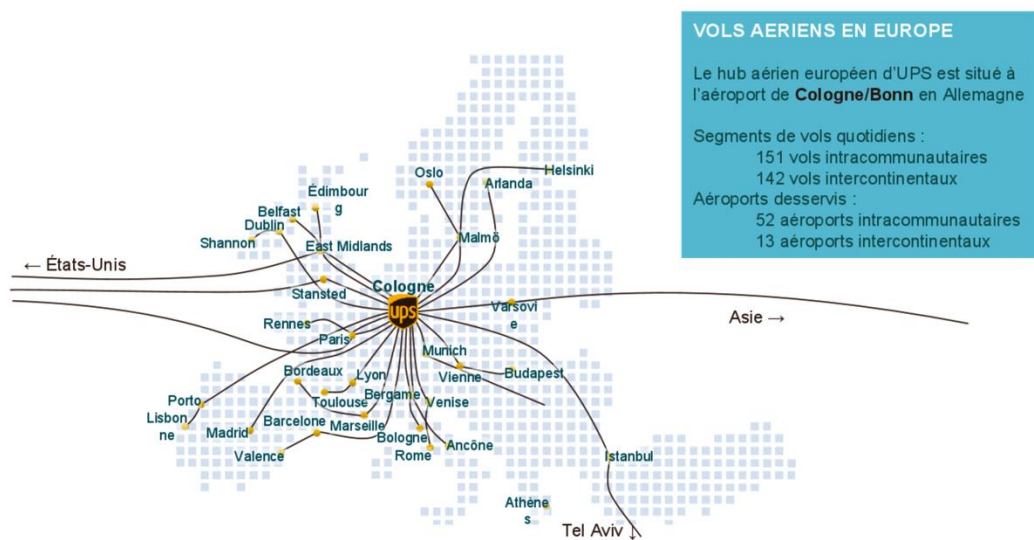 VOLS AERIENS EN EUROPE
Le hub aérien européen d'UPS est situé à
l'aéroport de Cologne/Bonn en Allemagne
Segments de vols quotidiens :
151 vols intracommunautaires
142 vols intercontinentaux
Aéroports desservis :
52 aéroports intracommunautaires
13 aéroports intercontinentaux
Oslo
Helsinki
Arlanda
Édimbour
g
Belfast
Dublin
Shannon
East Midlands
Malmö
← États-Unis
Cologne
ups
Stansted
Varsovi
e
Asie →
Rennes
Paris
Munich
Vienne
Budapest
Bordeaux
Lyon
Toulouse
Bergame
Venise
Porto
Lisbon
ne
Madrid
Barcelone
Marseille
Valence
Bologne
Rome
Ancône
Istanbul
Athène
s
Tel Aviv ↓